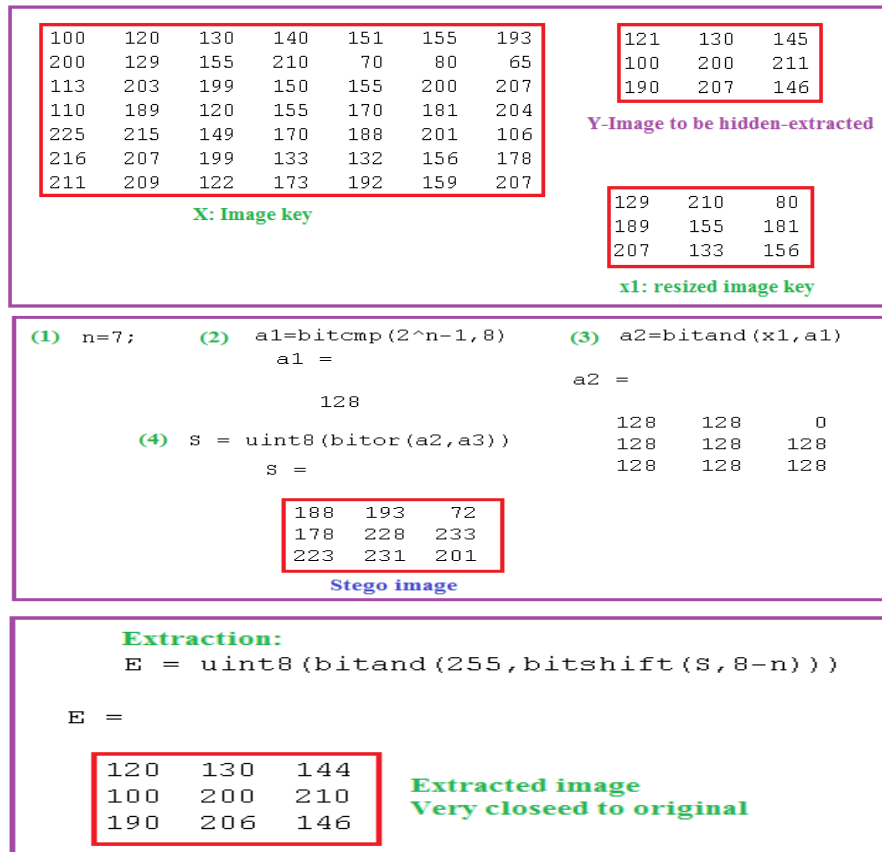 100 120 130 140 151 155 193
200 129 155 210 70 80 65
113 203 199 150 155 200 207
110 189 120 155 170 181 204
225 215 149 170 188 201 106
216 207 199 133 132 156 178
211 209 122 173 192 159 207
X: Image key
121 130 145
100 200 211
190 207 146
Y-Image to be hidden-extracted
129 210 80
189 155 181
207 133 156
x1: resized image key
(1) n=7;
(2) a1=bitcmp(2^n-1,8)
a1 =
128
(3) a2=bitand(x1,a1)
a2 =
128 128 0
128 128 128
128 128 128
(4) S = uint8(bitor(a2,a3))
S =
188 193 72
178 228 233
223 231 201
Stego image
Extraction:
E = uint8(bitand(255,bitshift(S,8-n)))
E =
120 130 144
100 200 210
190 206 146
Extracted image
Very closeed to original